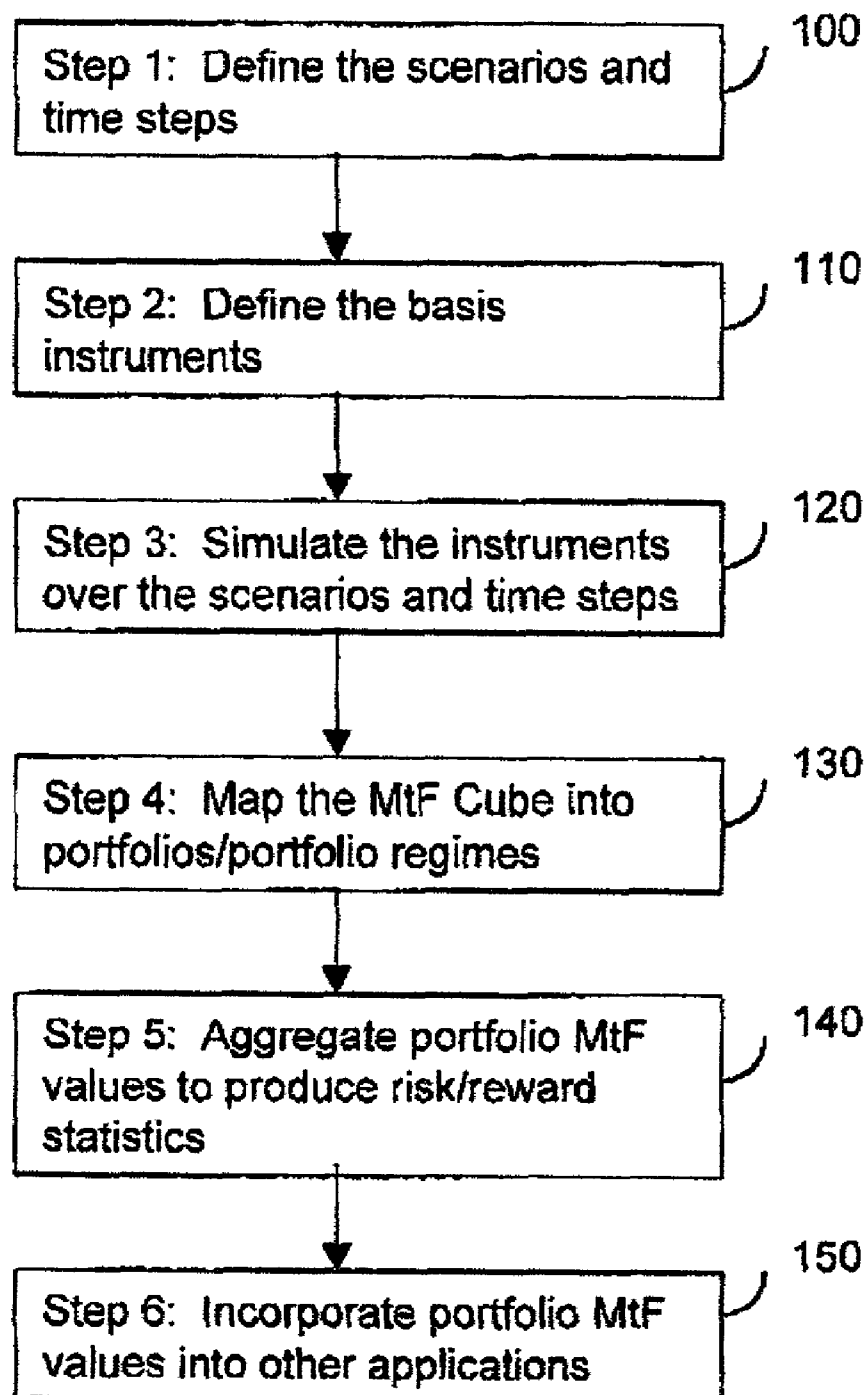 100
Step 1: Define the scenarios and
time steps
110
Step 2: Define the basis
instruments
120
Step 3: Simulate the instruments
over the scenarios and time steps
130
Step 4: Map the MtF Cube into
portfolios/portfolio regimes
140
Step 5: Aggregate portfolio MtF
values to produce risk/reward
statistics
150
Step 6: Incorporate portfolio MtF
values into other applications